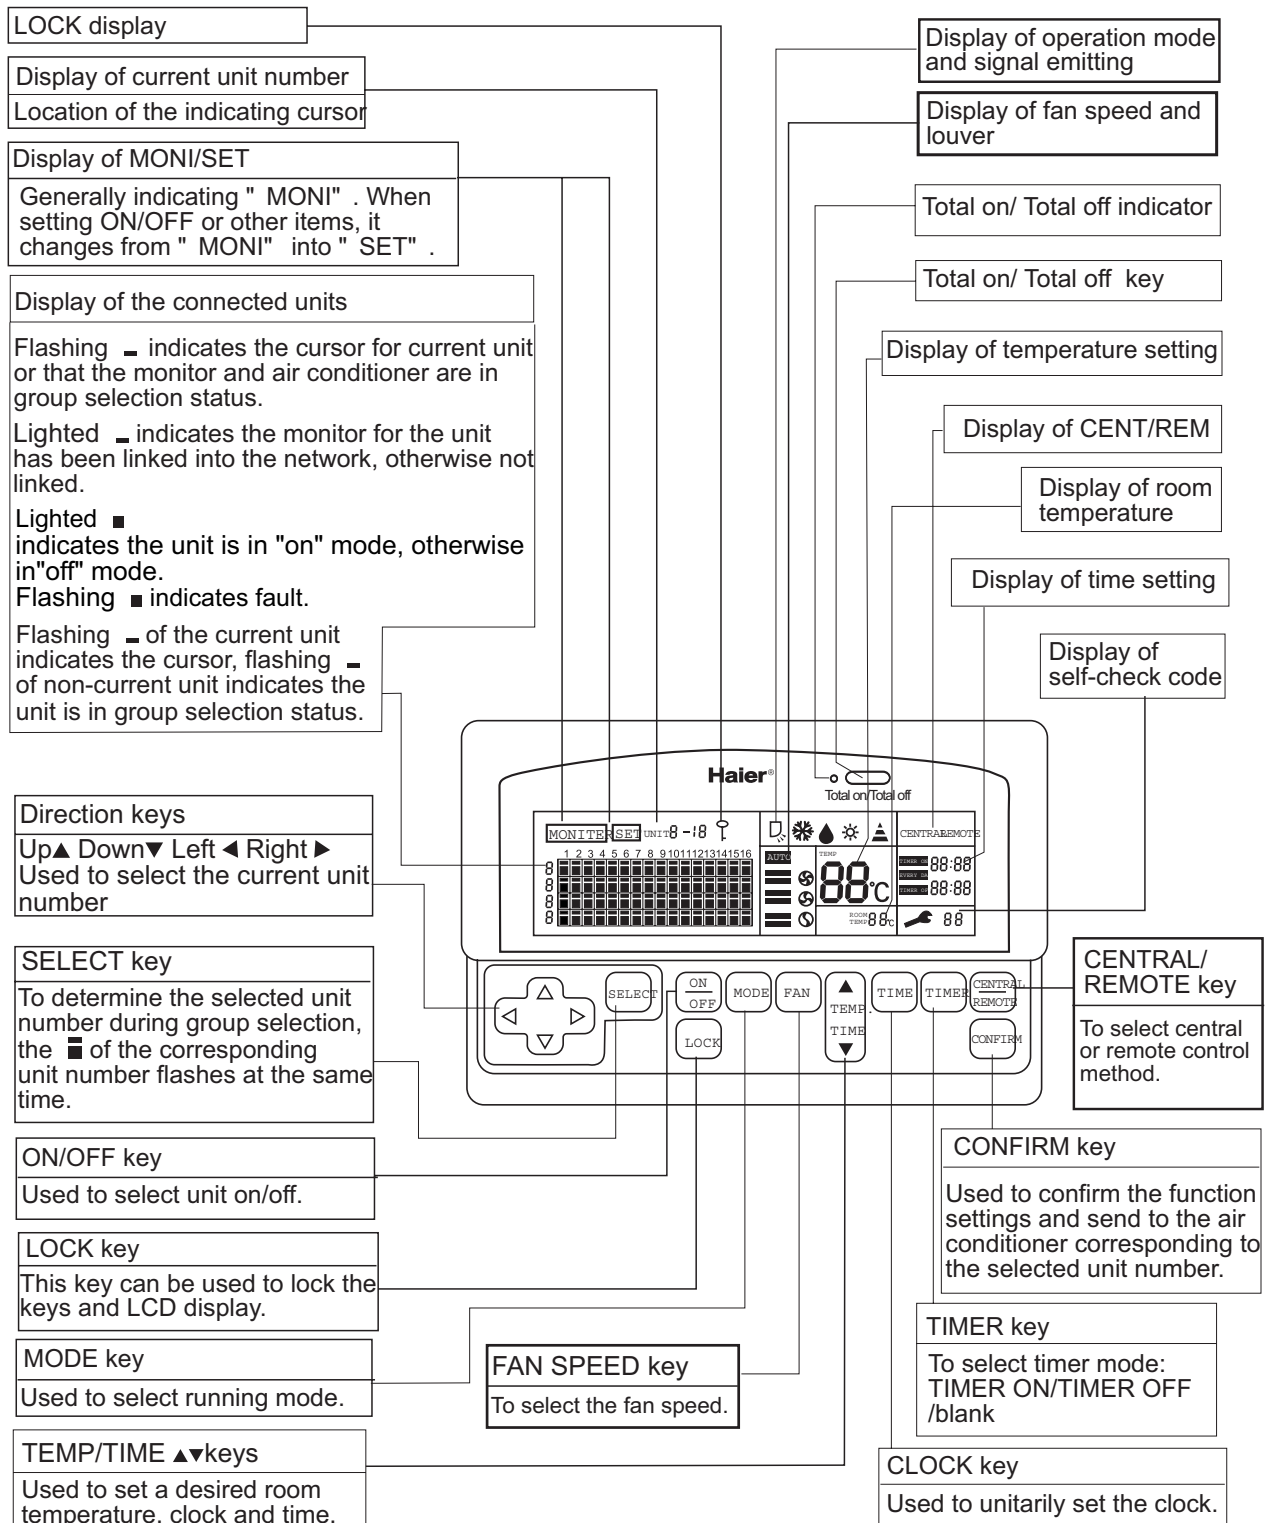 LOCK display
Display of current unit number
Location of the indicating cursor
Display of MONI/SET
Generally indicating " MONI" . When
setting ON/OFF or other items, it
changes from " MONI" into " SET" .
Display of the connected units
Flashing indicates the cursor for current unit
or that the monitor and air conditioner are in
group selection status.
Lighted indicates the monitor for the unit
has been linked into the network, otherwise not
linked.
Lighted
indicates the unit is in "on" mode, otherwise
in"off" mode.
Flashing ■ indicates fault.
Flashing of the current unit
indicates the cursor, flashing
of non-current unit indicates the
unit is in group selection status.
Direction keys
Up▲ Down▼ Left ◀ Right ▶
Used to select the current unit
number
SELECT key
To determine the selected unit
number during group selection,
the of the corresponding
unit number flashes at the same
time.
ON/OFF key
Used to select unit on/off.
LOCK key
This key can be used to lock the
keys and LCD display.
MODE key
Used to select running mode.
TEMP/TIME ▲▼keys
Used to set a desired room
temperature, clock and time.
FAN SPEED key
To select the fan speed.
Display of operation mode
and signal emitting
Display of fan speed and
louver
Total on/ Total off indicator
Total on/ Total off key
Display of temperature setting
Display of CENT/REM
Display of room
temperature
Display of time setting
Display of
self-check code
CENTRAL/
REMOTE key
To select central
or remote control
method.
CONFIRM key
Used to confirm the function
settings and send to the air
conditioner corresponding to
the selected unit number.
TIMER key
To select timer mode:
TIMER ON/TIMER OFF
/blank
CLOCK key
Used to unitarily set the clock.
Haier®
Total on/Total off
MONITER SET UNIT 8 -18
1 2 3 4 5 6 7 8 9 10 11 12 13 14 15 16
8
8
8
8
AUTO
TEMP
88°C
ROOM
TEMP 88°C
CENTRAL REMOTE
TIMER ON 88:88
EVERY DA
88:88
88
SELECT
ON
OFF
LOCK
MODE
FAN
TEMP.
TIME
TIME
TIMER
CENTRAL
REMOTE
CONFIRM